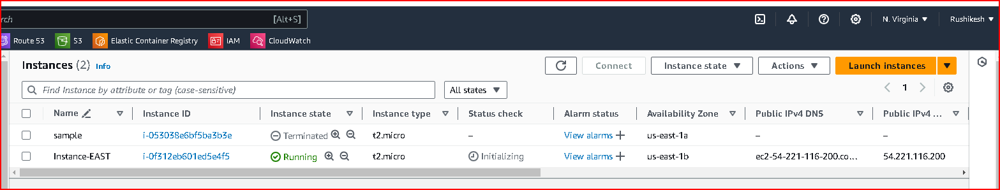 rch [Alt+S] N. Virginia Rushikesh
Route 53 S3 Elastic Container Registry IAM CloudWatch
Instances (2) Info Connect Instance state Actions Launch instances
Find Instance by attribute or tag (case-sensitive) All states 1
Name Instance ID Instance state Instance type Status check Alarm status Availability Zone Public IPv4 DNS Public IPv4 ...
sample i-053038e6bf5ba3b3e Terminated t2.micro – View alarms us-east-1a – –
Instance-EAST i-0f312eb601ed5e4f5 Running t2.micro Initializing View alarms us-east-1b ec2-54-221-116-200.co... 54.221.116.200